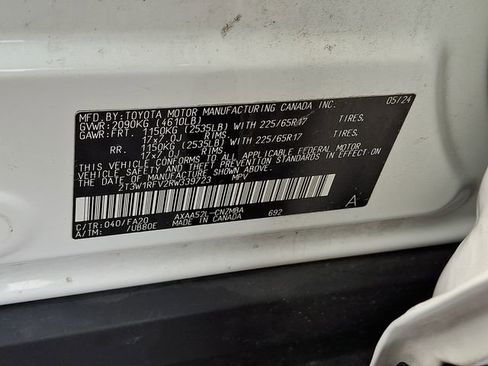 MFD.BY:TOYOTA MOTOR MANUFACTURING CANADA INC. 05/24
GVWR:2090KG (4610LB)
GAWR:FRT. 1150KG (2535LB) WITH 225/65R17 TIRES.
17x7.0J RIMS
RR. 1150KG (2535LB) WITH 225/65R17 TIRES.
17x7.0J RIMS
THIS VEHICLE CONFORMS TO ALL APPLICABLE FEDERAL MOTOR
VEHICLE SAFETY AND THEFT PREVENTION STANDARDS IN
EFFECT ON THE DATE OF MANUFACTURE SHOWN ABOVE.
2T3W1RFV2RW339723 MPV
C/TR:040/FA20 AXAA52L-CNZMBA 692 A
A/TM: /UB80E MADE IN CANADA